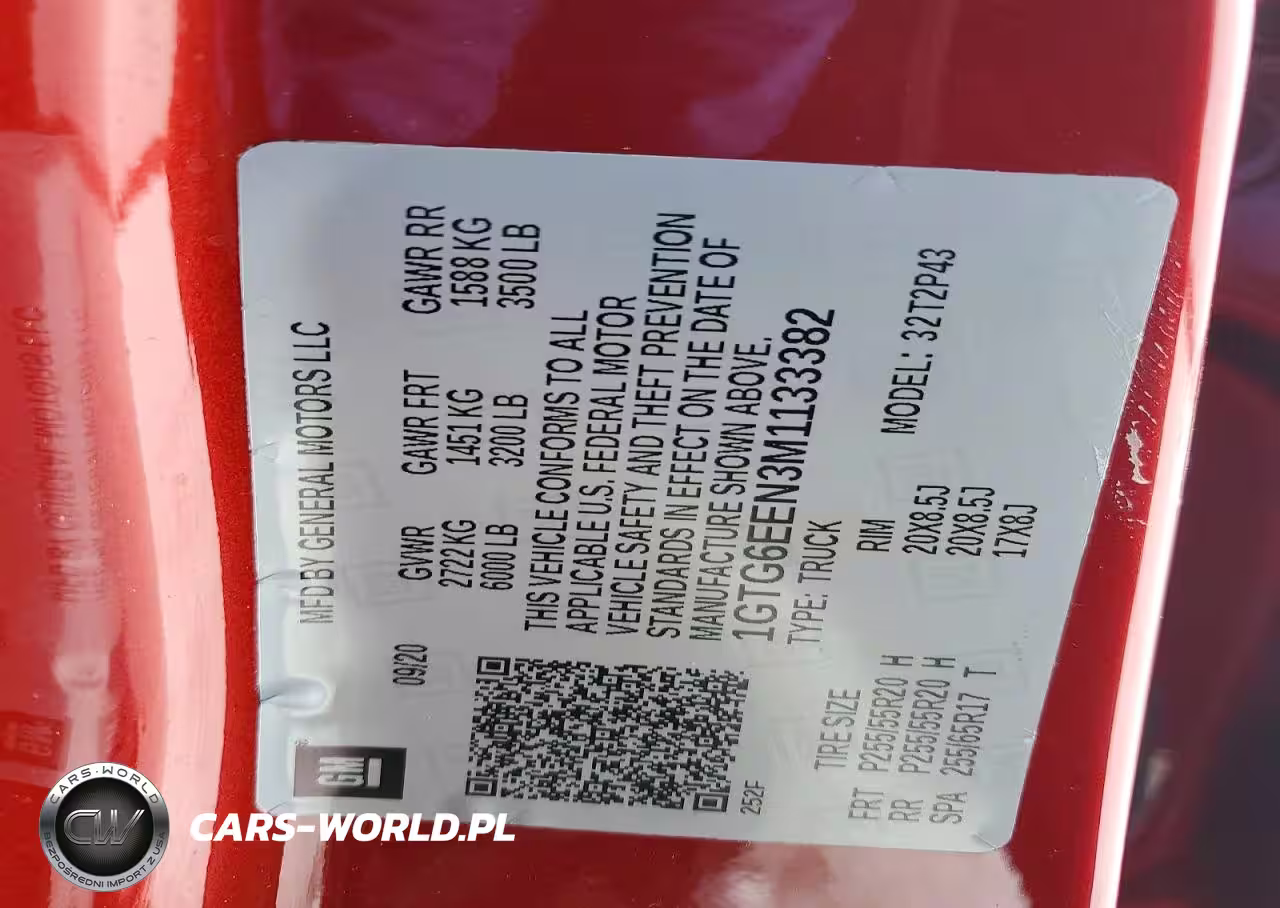 MFD BY GENERAL MOTORS LLC
GM
09/20
GVWR GAWR FRT GAWR RR
2722 KG 1451 KG 1588 KG
6000 LB 3200 LB 3500 LB
THIS VEHICLE CONFORMS TO ALL
APPLICABLE U.S. FEDERAL MOTOR
VEHICLE SAFETY AND THEFT PREVENTION
STANDARDS IN EFFECT ON THE DATE OF
MANUFACTURE SHOWN ABOVE.
1GTG6EEN3M1133382
252F
TYPE: TRUCK
TIRE SIZE RIM MODEL: 32T2P43
FRT P255/55R20 H 20X8.5J
RR P255/55R20 H 20X8.5J
SPA 255/65R17 T 17X8J
CARS-WORLD
CW
BEZPOŚREDNI IMPORT Z USA
CARS-WORLD.PL